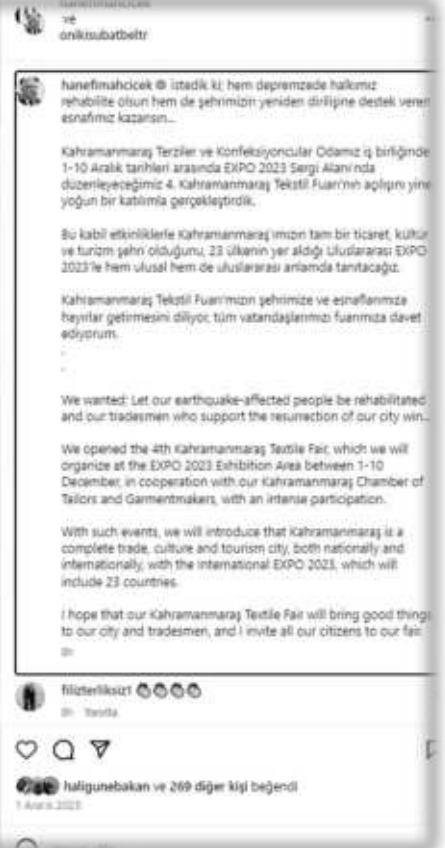 ve
onikisubatbeltr
hanefimahcicek istedik ki; hem depremzede halkımız
rehabilite olsun hem de şehrimizin yeniden dirilişine destek veren
esnafımız kazansın...
Kahramanmaraş Terziler ve Konfeksiyoncular Odamız iş birliğinde
1-10 Aralık tarihleri arasında EXPO 2023 Sergi Alanı'nda
düzenleyeceğimiz 4. Kahramanmaraş Tekstil Fuarı'nın açılışını yine
yoğun bir katılımla gerçekleştirdik.
Bu kabil etkinliklerle Kahramanmaraş'ımızın tam bir ticaret, kültür
ve turizm şehri olduğunu, 23 ülkenin yer aldığı Uluslararası EXPO
2023'le hem ulusal hem de uluslararası anlamda tanıtacağız.
Kahramanmaraş Tekstil Fuarı'mızın şehrimize ve esnaflarımıza
hayırlar getirmesini diliyor, tüm vatandaşlarımızı fuarımıza davet
ediyorum.
.
.
We wanted: Let our earthquake-affected people be rehabilitated
and our tradesmen who support the resurrection of our city win...
We opened the 4th Kahramanmaraş Textile Fair, which we will
organize at the EXPO 2023 Exhibition Area between 1-10
December, in cooperation with our Kahramanmaraş Chamber of
Tailors and Garmentmakers, with an intense participation.
With such events, we will introduce that Kahramanmaraş is a
complete trade, culture and tourism city, both nationally and
internationally, with the International EXPO 2023, which will
include 23 countries.
I hope that our Kahramanmaraş Textile Fair will bring good things
to our city and tradesmen, and I invite all our citizens to our fair.
filizterliksiz1 👏👏👏👏
Yanıtla
haligunebakan ve 269 diğer kişi beğendi
1 Aralık 2023